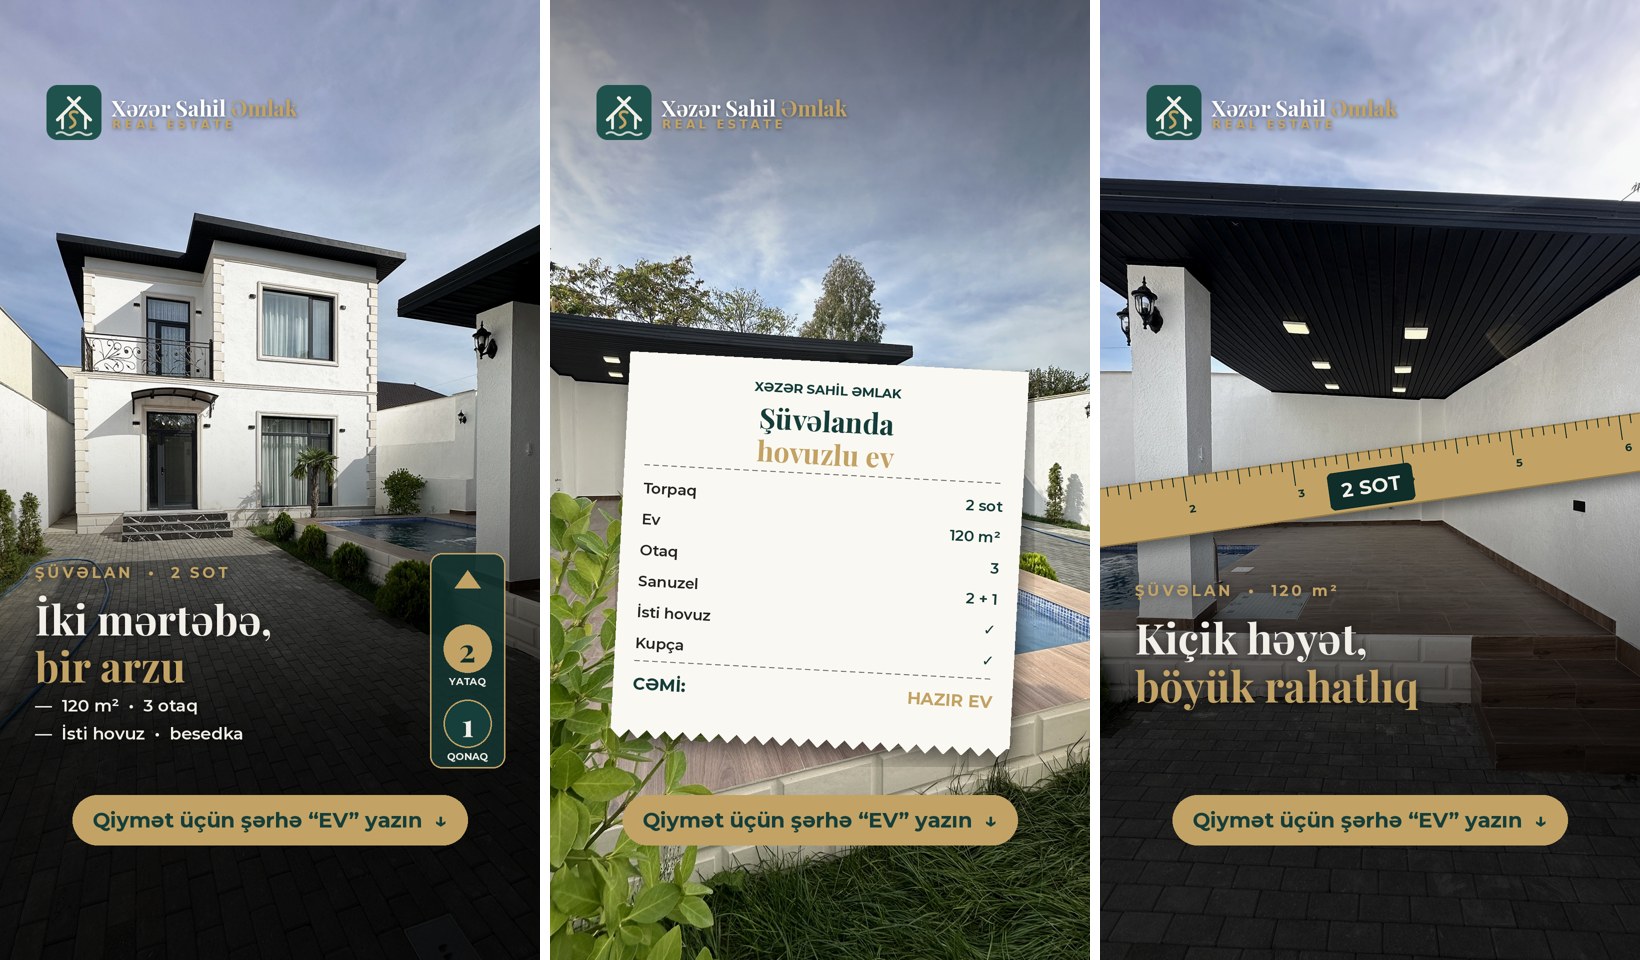 Xəzər Sahil Əmlak
REAL ESTATE
ŞÜVƏLAN • 2 SOT
İki mərtəbə,
bir arzu
— 120 m² • 3 otaq
— İsti hovuz • besedka
2
YATAQ
1
QONAQ
Qiymət üçün şərhə “EV” yazın ↓
Xəzər Sahil Əmlak
REAL ESTATE
XƏZƏR SAHİL ƏMLAK
Şüvəlanda
hovuzlu ev
Torpaq 2 sot
Ev 120 m²
Otaq 3
Sanuzel 2 + 1
İsti hovuz ✓
Kupça ✓
CƏMİ: HAZIR EV
Qiymət üçün şərhə “EV” yazın ↓
Xəzər Sahil Əmlak
REAL ESTATE
2 3 2 SOT 5 6
ŞÜVƏLAN • 120 m²
Kiçik həyət,
böyük rahatlıq
Qiymət üçün şərhə “EV” yazın ↓